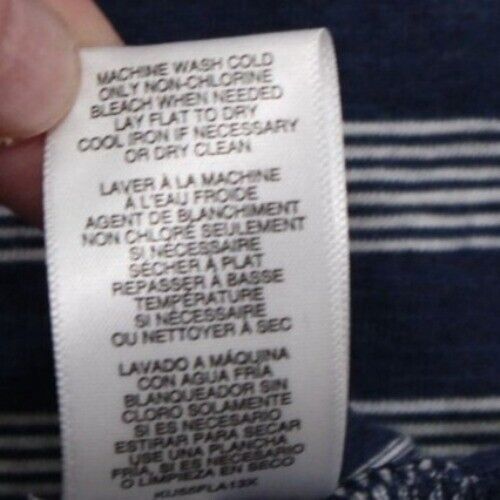 MACHINE WASH COLD
ONLY NON-CHLORINE
BLEACH WHEN NEEDED
LAY FLAT TO DRY
COOL IRON IF NECESSARY
OR DRY CLEAN
LAVER À LA MACHINE
À L'EAU FROIDE
AGENT DE BLANCHIMENT
NON CHLORÉ SEULEMENT
SI NÉCESSAIRE
SÉCHER À PLAT
REPASSER À BASSE
TEMPÉRATURE
SI NÉCESSAIRE
OU NETTOYER À SEC
LAVADO A MÁQUINA
CON AGUA FRÍA
BLANQUEADOR SIN
CLORO SOLAMENTE
SI ES NECESARIO
ESTIRAR PARA SECAR
USE UNA PLANCHA
FRÍA, SI ES NECESARIO
O LIMPIEZA EN SECO